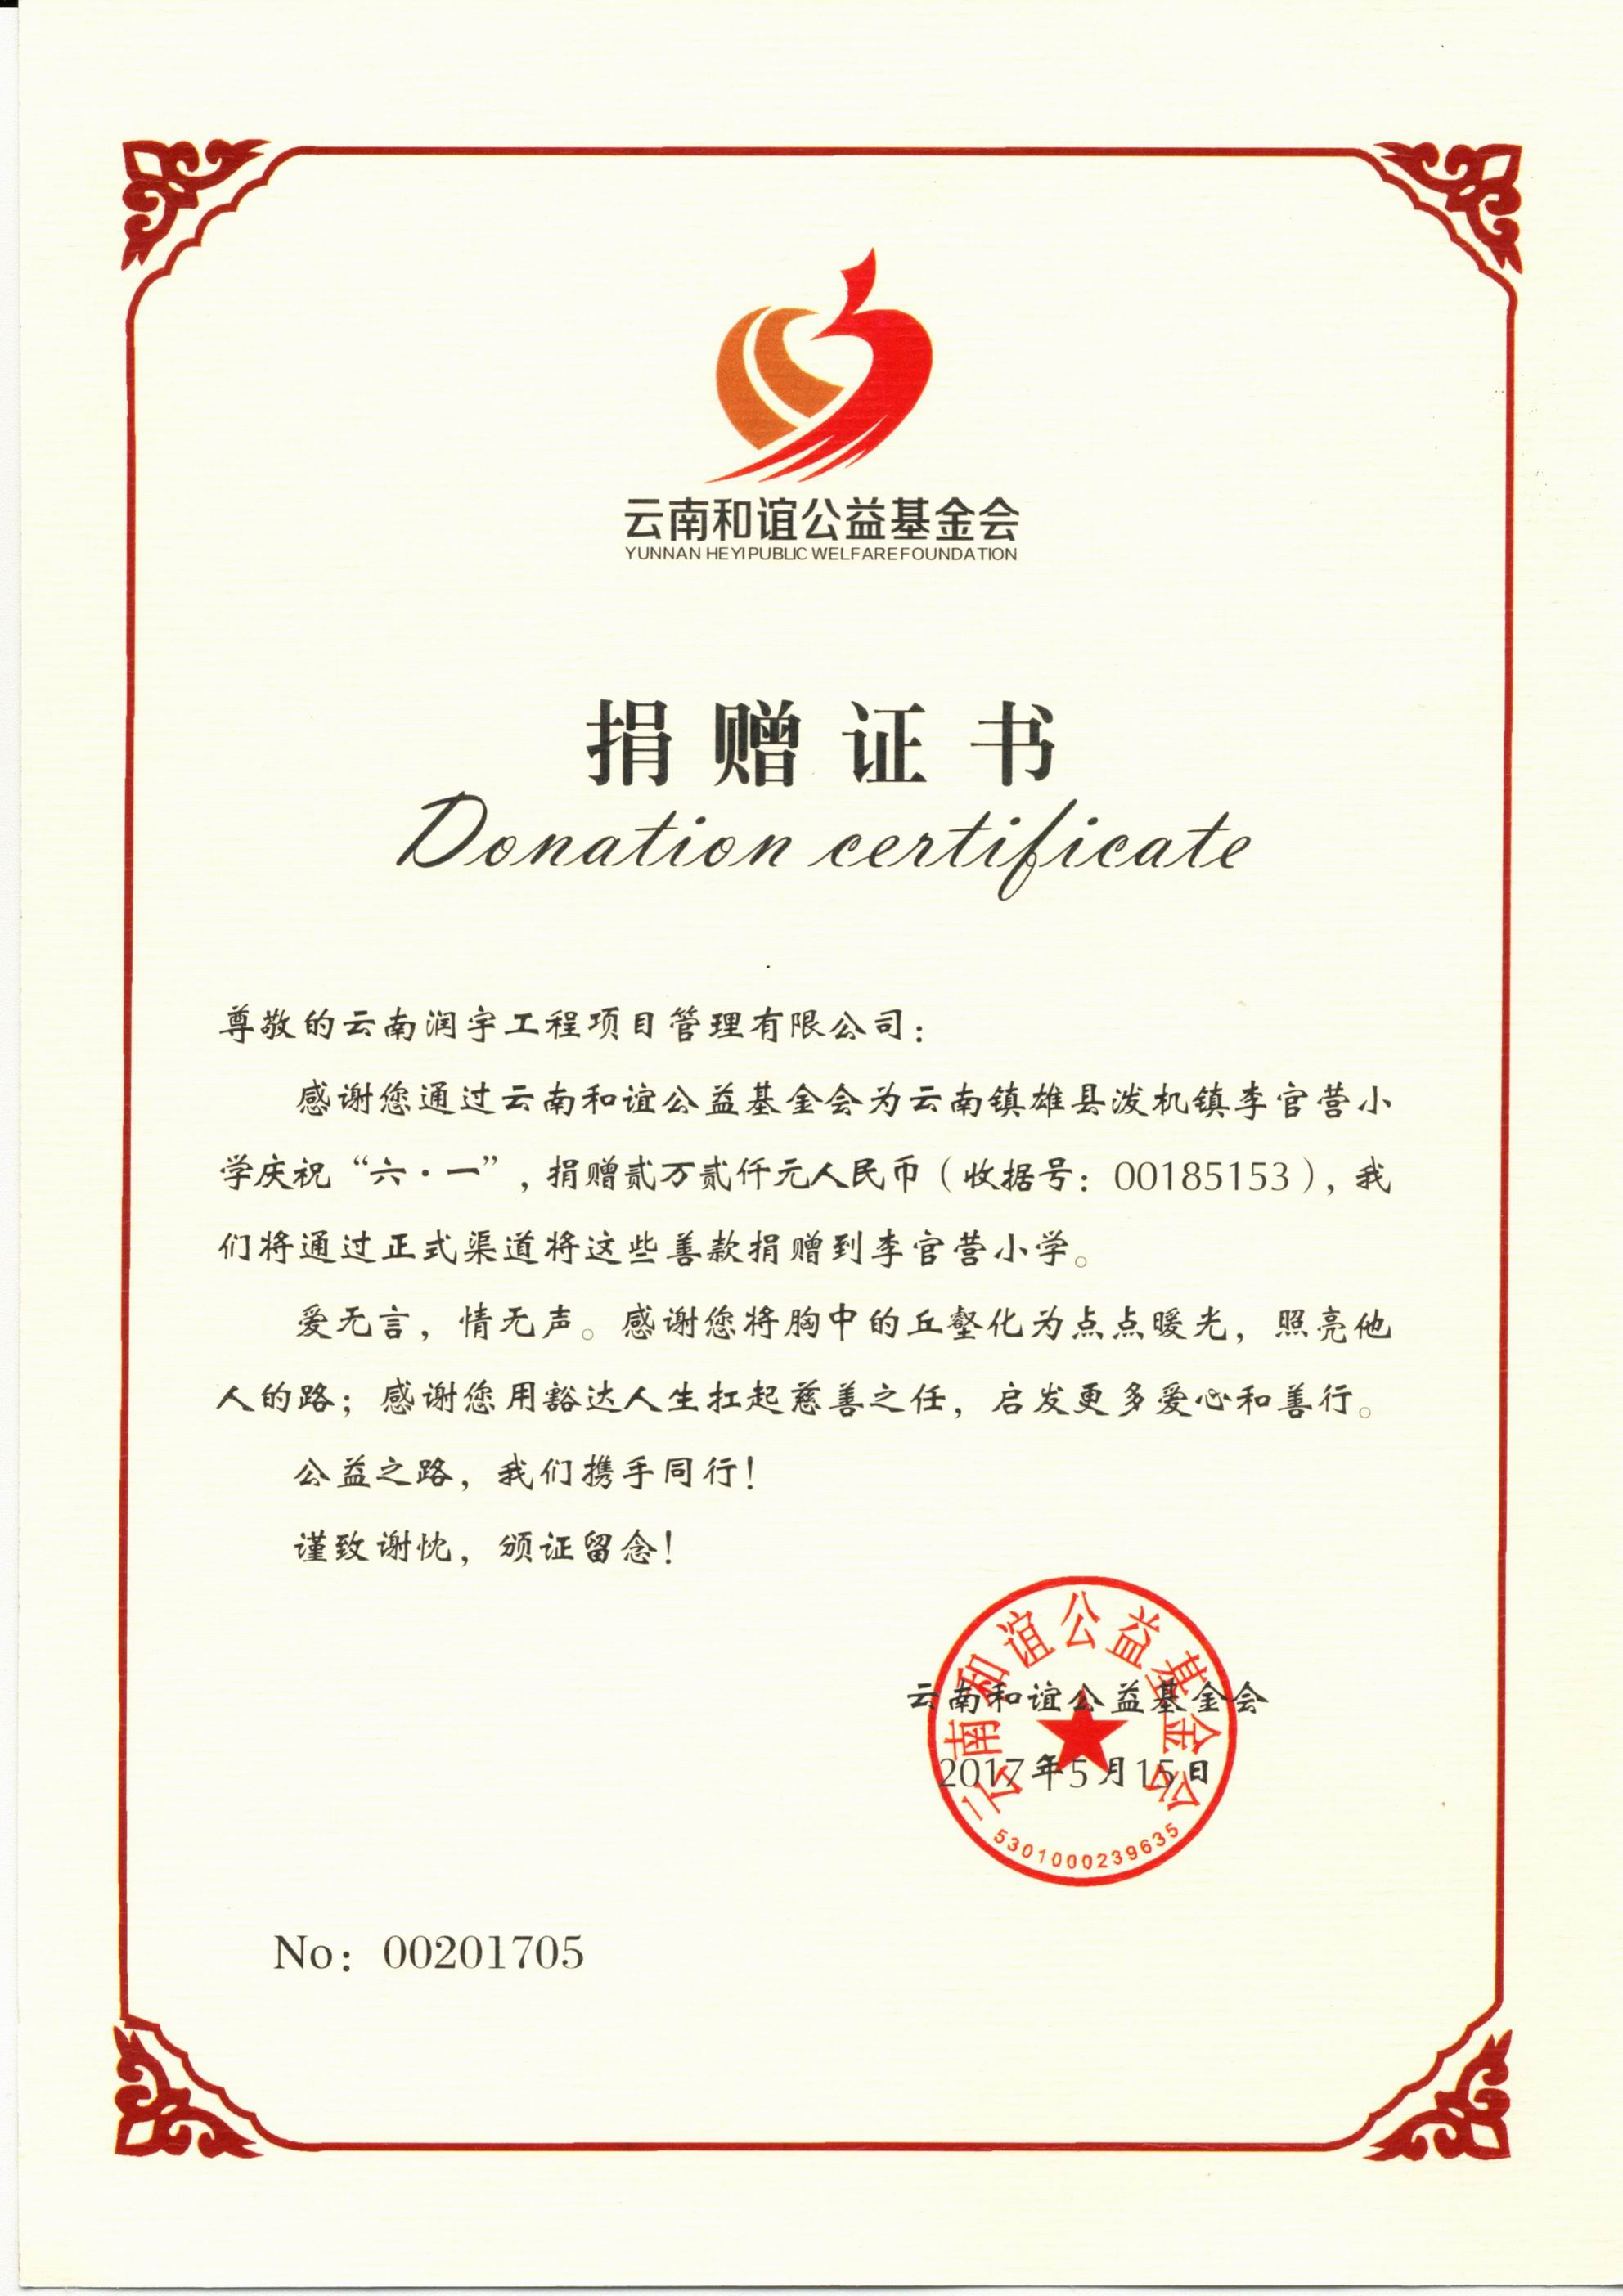 云南和谊公益基金会
YUNNAN HEYI PUBLIC WELFARE FOUNDATION
捐赠证书
Donation certificate
尊敬的云南润宇工程项目管理有限公司：
感谢您通过云南和谊公益基金会为云南镇雄县泼机镇李官营小
学庆祝“六·一”，捐赠贰万贰仟元人民币（收据号：00185153），我
们将通过正式渠道将这些善款捐赠到李官营小学。
爱无言，情无声。感谢您将胸中的丘壑化为点点暖光，照亮他
人的路；感谢您用豁达人生扛起慈善之任，启发更多爱心和善行。
公益之路，我们携手同行！
谨致谢忱，颁证留念！
云南和谊公益基金会
云南和谊公益基金会
2017年5月15日
5301000239635
No：00201705